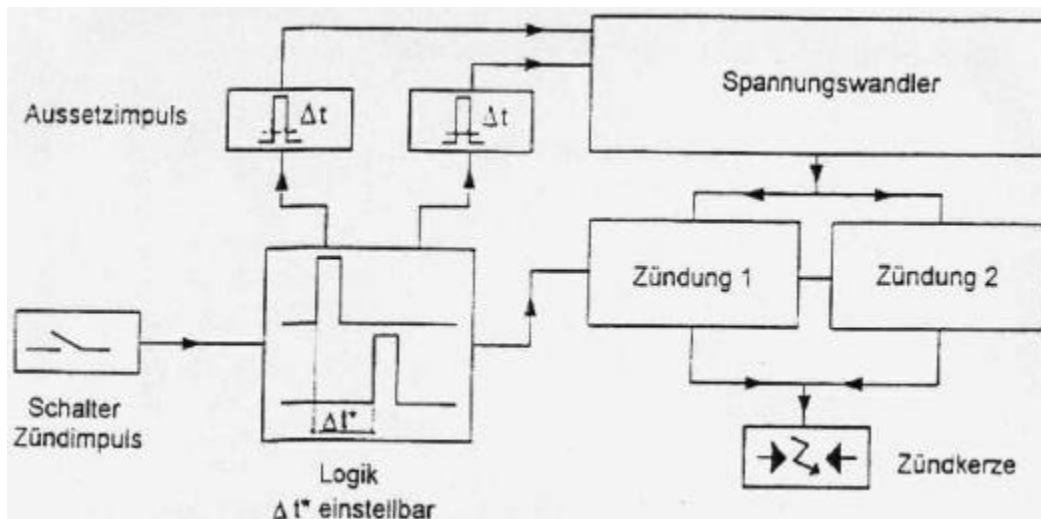 Spannungswandler
Aussetzimpuls
Δt
Δt
Zündung 1
Zündung 2
Δt*
Schalter
Zündimpuls
Logik
Δ t* einstellbar
Zündkerze